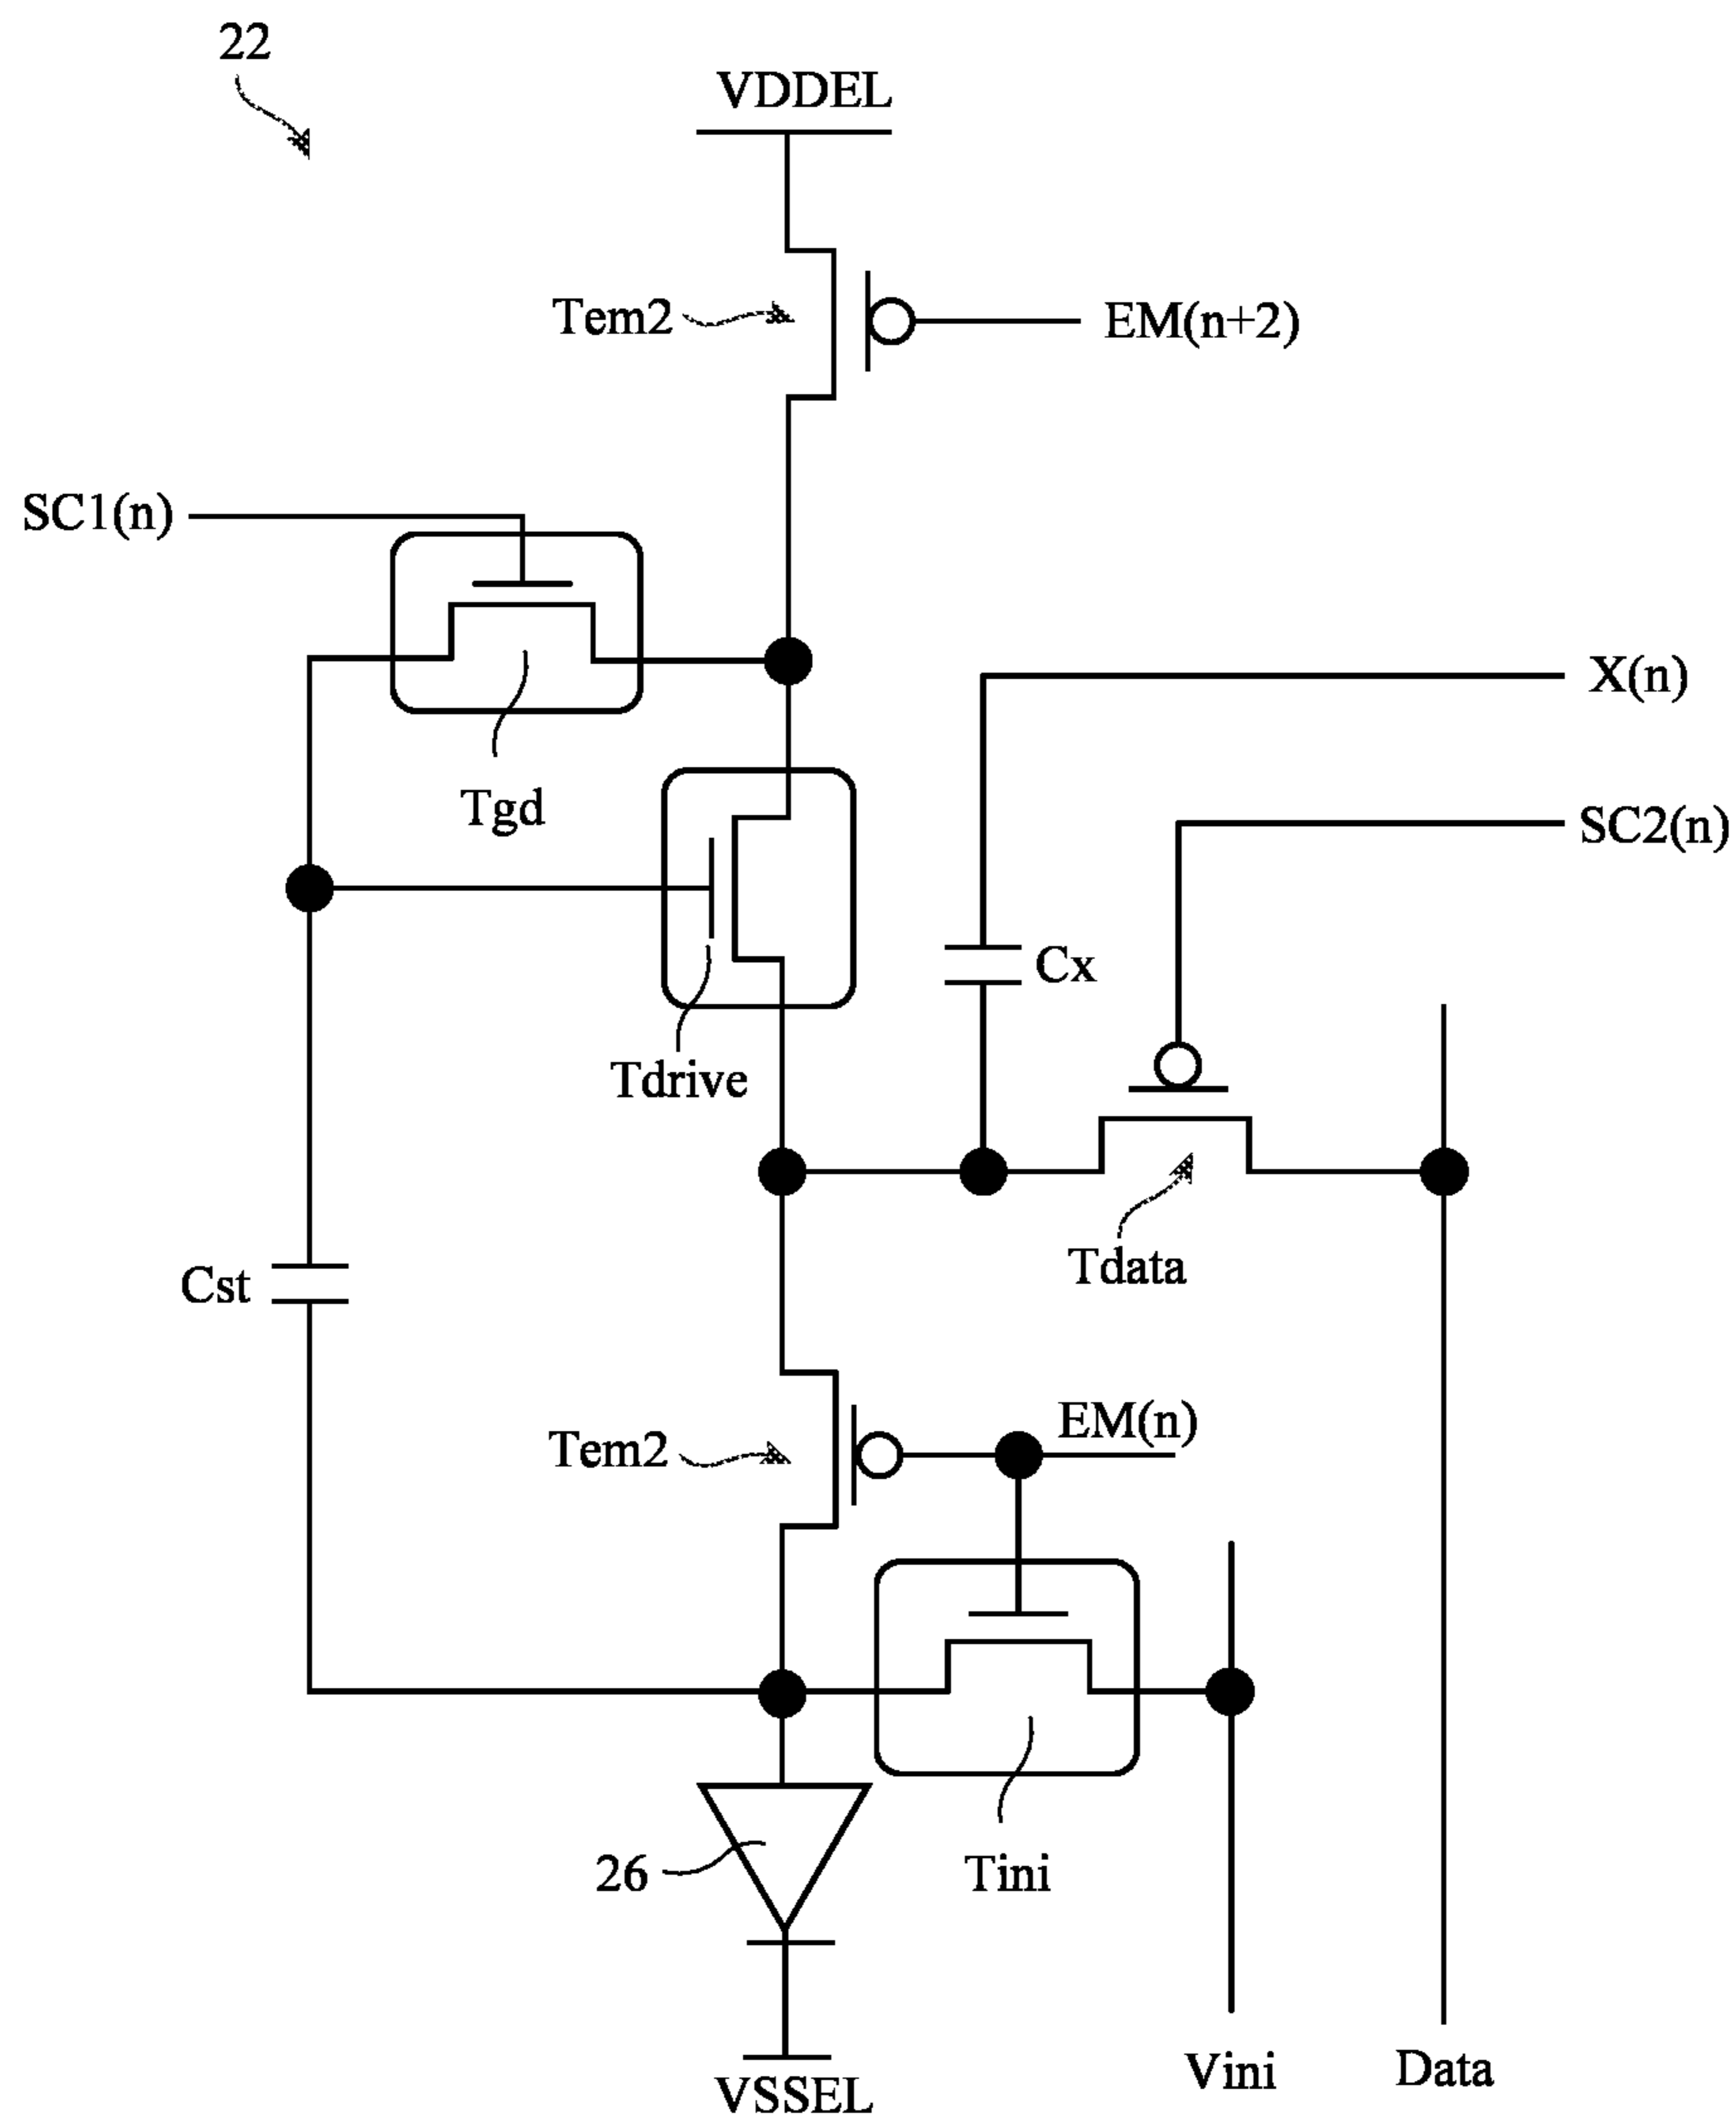 22
VDDEL
Tem2
EM(n+2)
SC1(n)
X(n)
Tgd
SC2(n)
Cx
Tdrive
Tdata
Cst
EM(n)
Tem2
26
Tini
Vini
Data
VSSEL